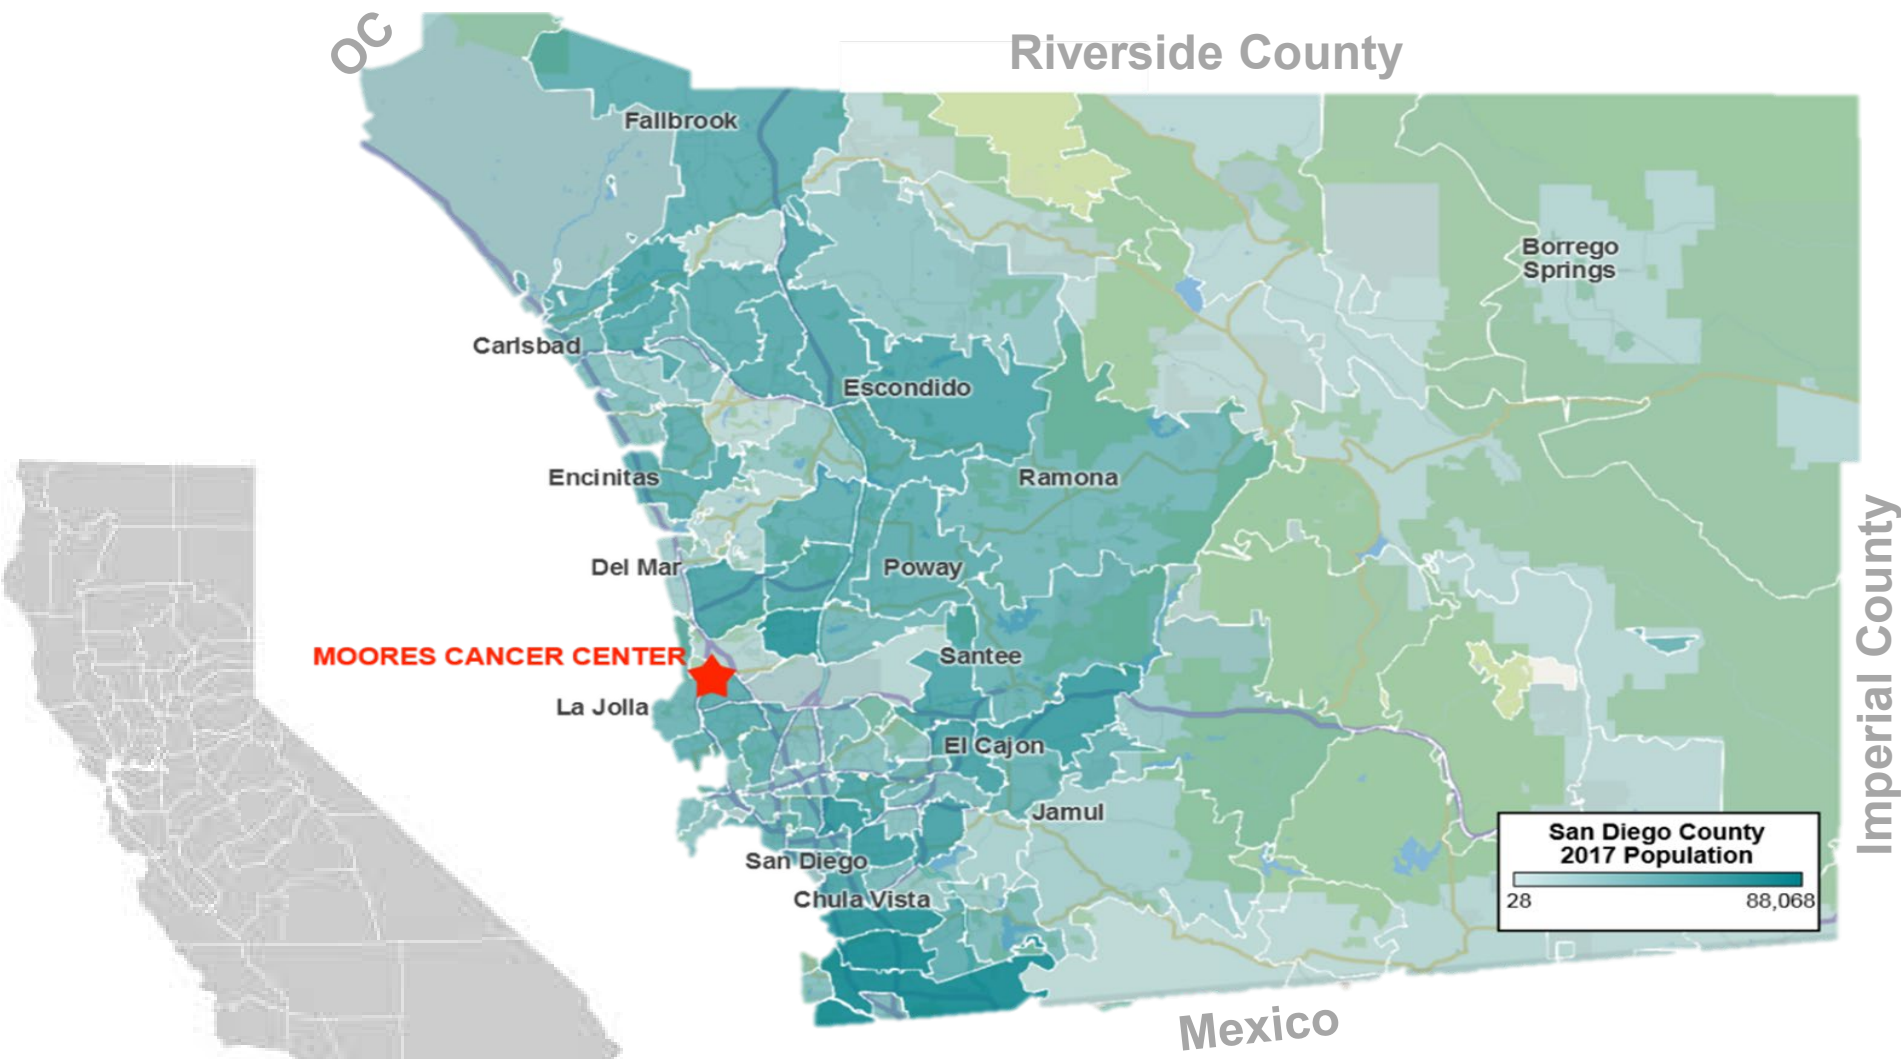 OC
Riverside County
Fallbrook
Borrego
Springs
Carlsbad
Escondido
Encinitas
Ramona
Del Mar
Poway
Imperial County
MOORES CANCER CENTER
Santee
La Jolla
El Cajon
Jamul
San Diego
Chula Vista
San Diego County
2017 Population
28
88,068
Mexico